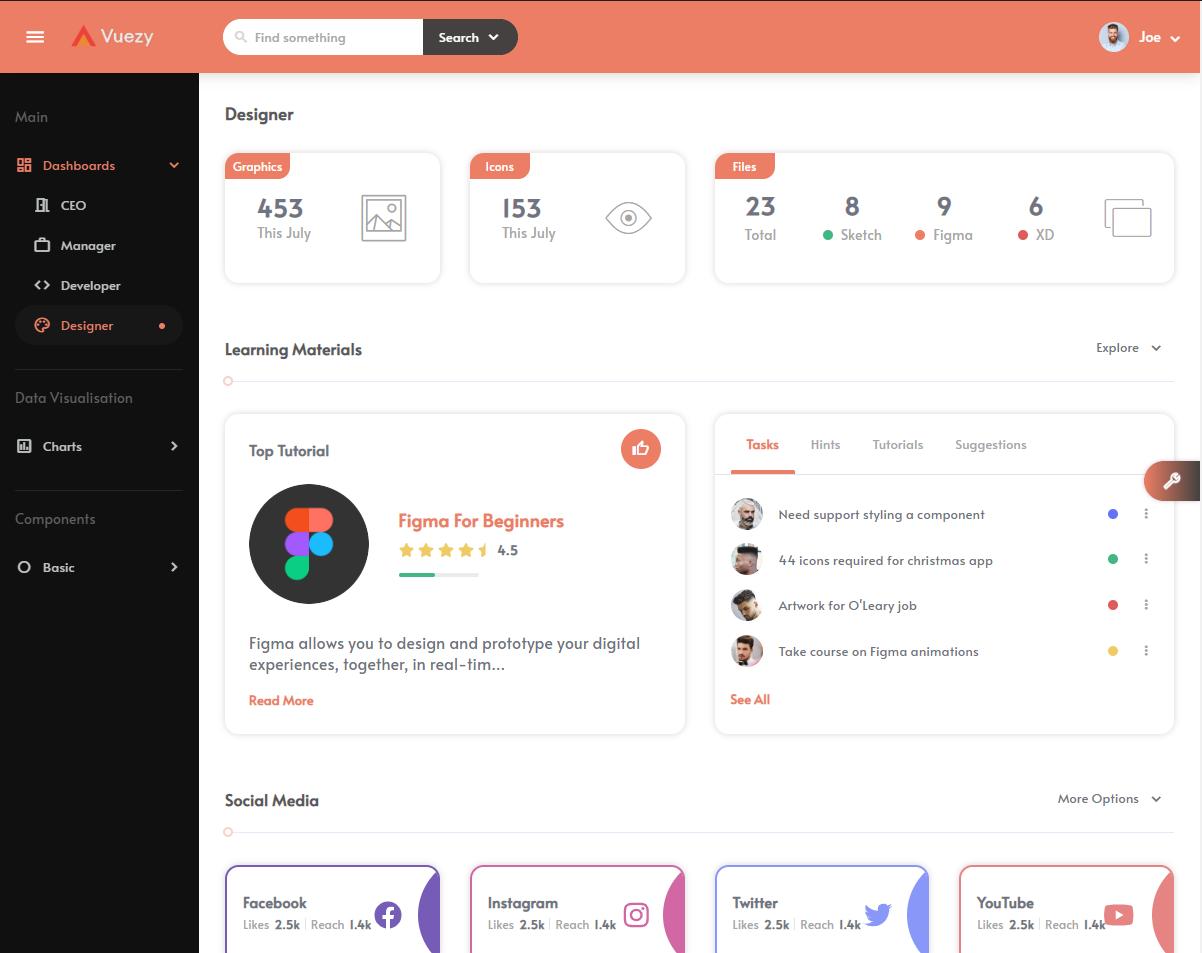 Vuezy
Find something
Search
Joe
Main
Dashboards
CEO
Manager
Developer
Designer
Data Visualisation
Charts
Components
Basic
Designer
Graphics
453
This July
Icons
153
This July
Files
23 8 9 6
Total Sketch Figma XD
Learning Materials
Explore
Top Tutorial
Figma For Beginners
4.5
Figma allows you to design and prototype your digital
experiences, together, in real-tim...
Read More
Tasks Hints Tutorials Suggestions
Need support styling a component
44 icons required for christmas app
Artwork for O'Leary job
Take course on Figma animations
See All
Social Media
More Options
Facebook
Likes 2.5k Reach 1.4k
Instagram
Likes 2.5k Reach 1.4k
Twitter
Likes 2.5k Reach 1.4k
YouTube
Likes 2.5k Reach 1.4k